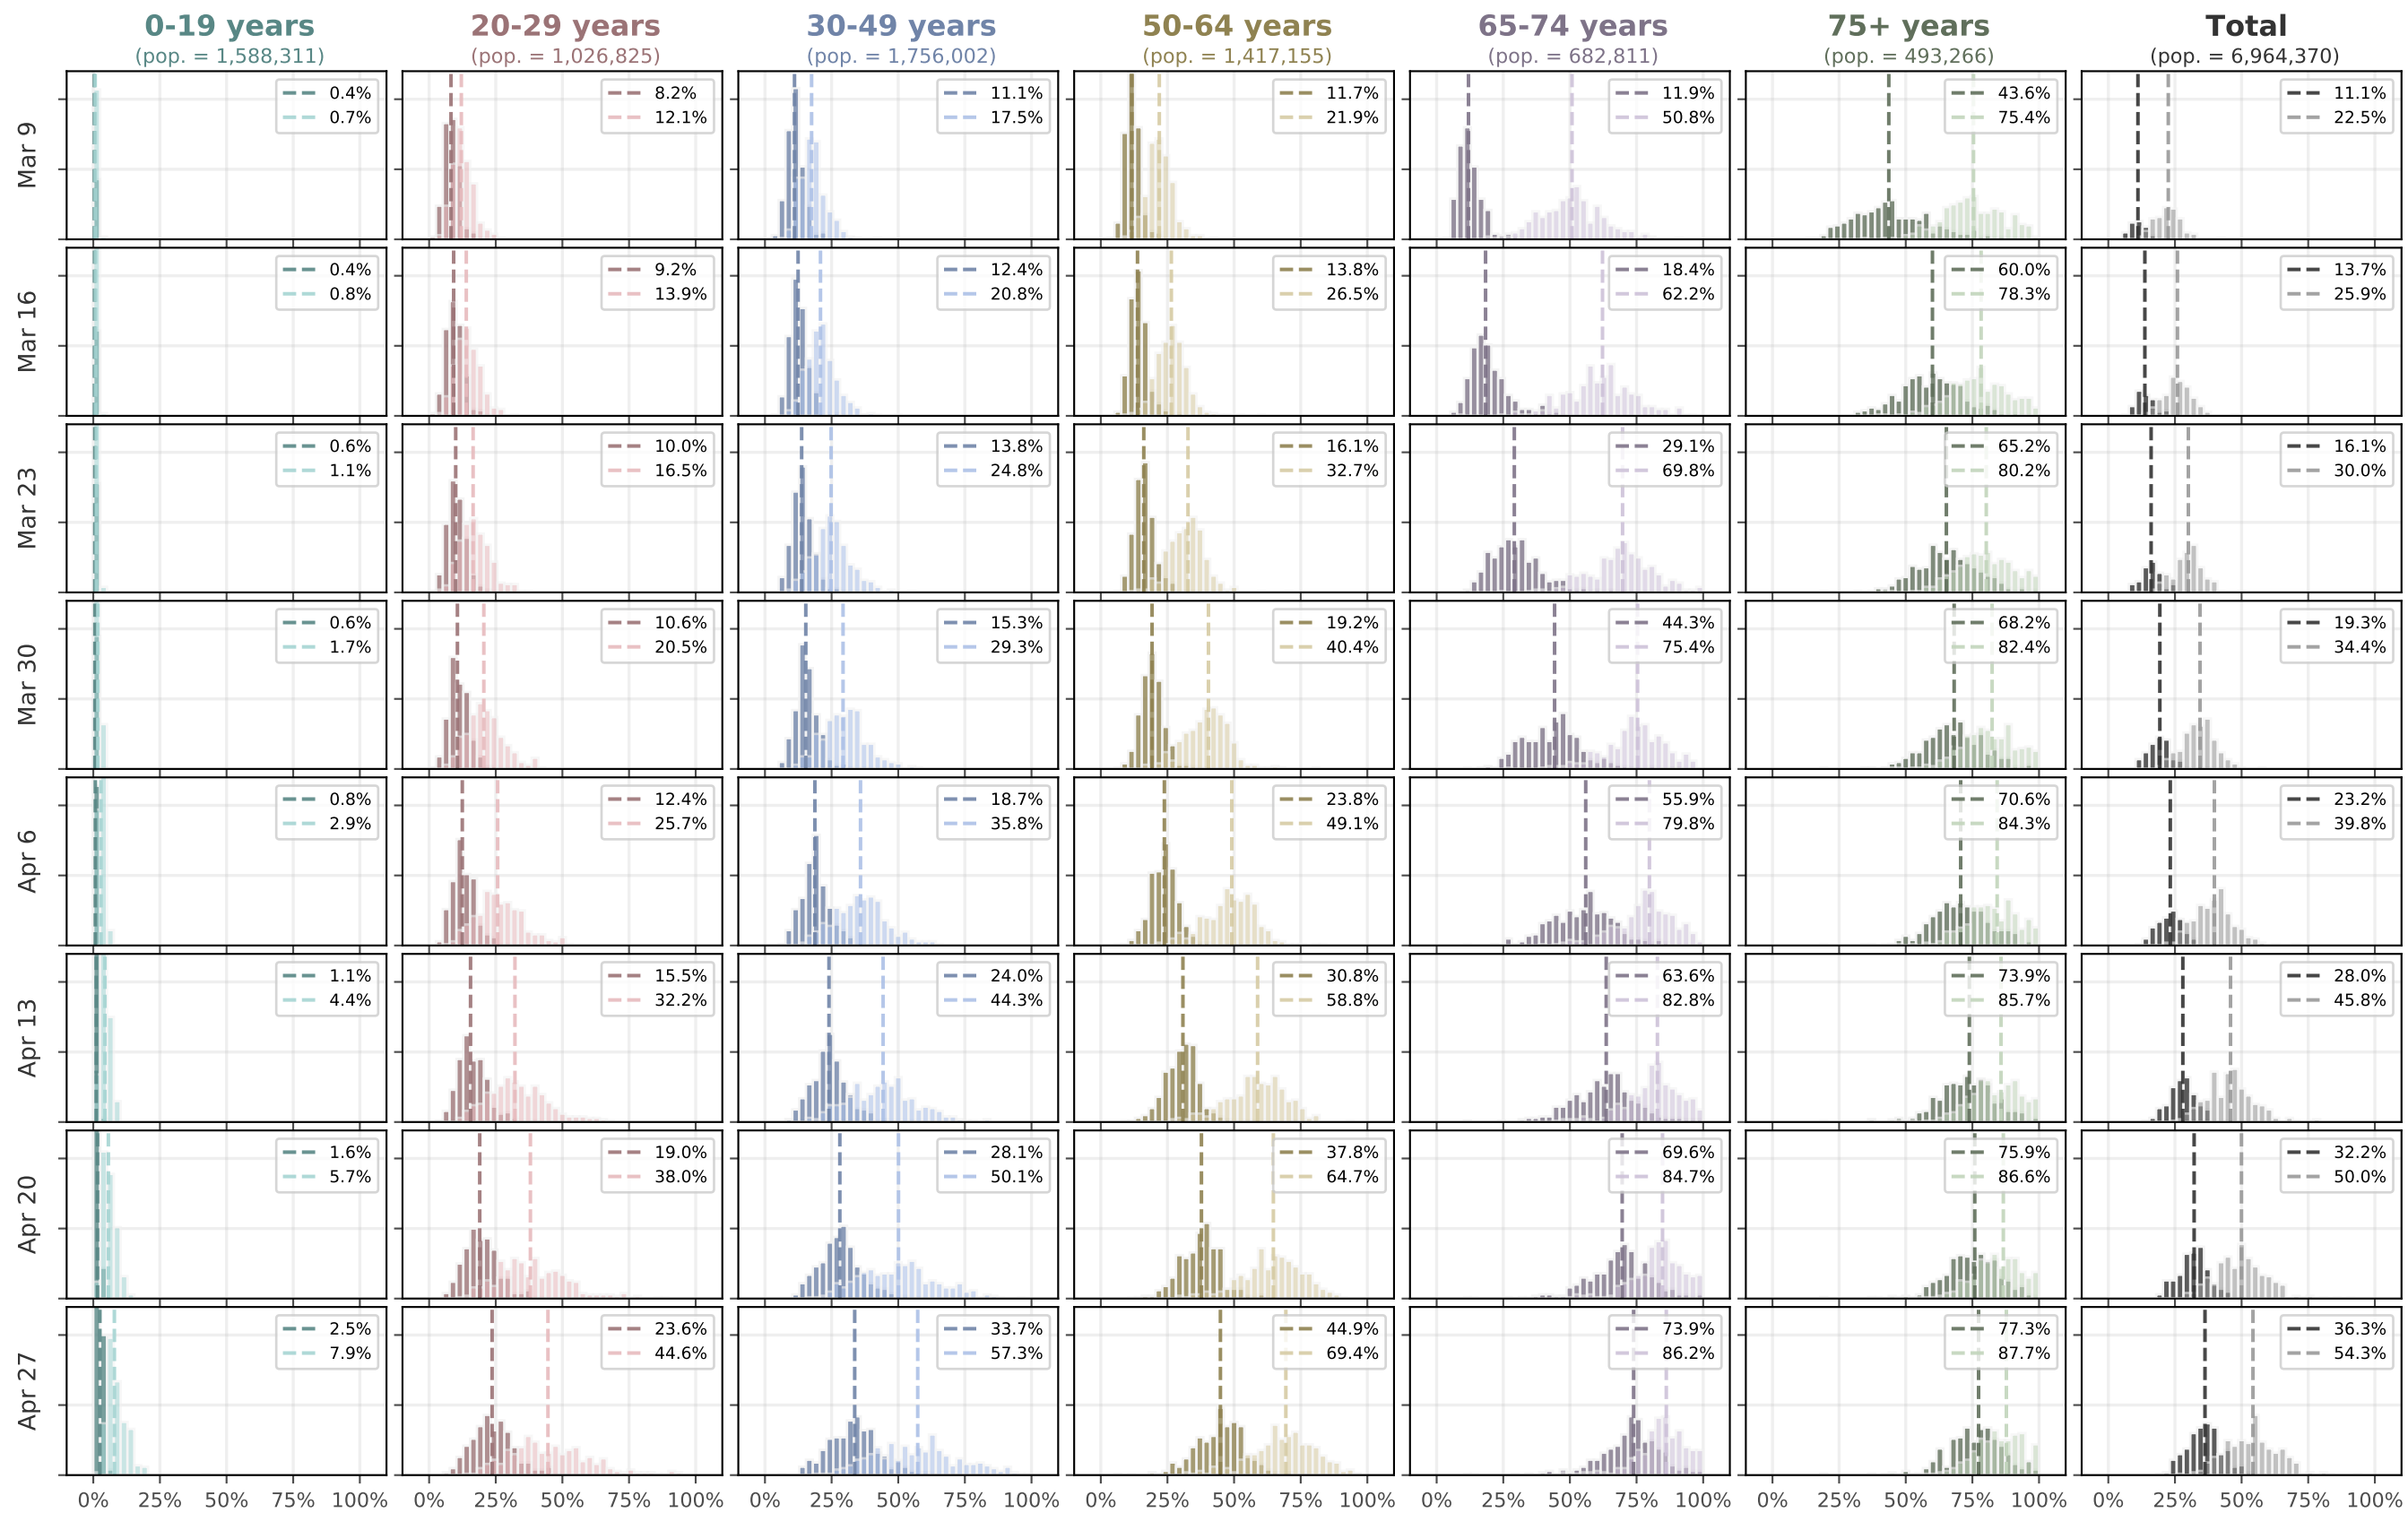 0-19 years 20-29 years 30-49 years 50-64 years 65-74 years 75+ years Total
(pop. = 1,588,311) (pop. = 1,026,825) (pop. = 1,756,002) (pop. = 1,417,155) (pop. = 682,811) (pop. = 493,266) (pop. = 6,964,370)
Mar 9
0.4% 8.2% 11.1% 11.7% 11.9% 43.6% 11.1%
0.7% 12.1% 17.5% 21.9% 50.8% 75.4% 22.5%
Mar 16
0.4% 9.2% 12.4% 13.8% 18.4% 60.0% 13.7%
0.8% 13.9% 20.8% 26.5% 62.2% 78.3% 25.9%
Mar 23
0.6% 10.0% 13.8% 16.1% 29.1% 65.2% 16.1%
1.1% 16.5% 24.8% 32.7% 69.8% 80.2% 30.0%
Mar 30
0.6% 10.6% 15.3% 19.2% 44.3% 68.2% 19.3%
1.7% 20.5% 29.3% 40.4% 75.4% 82.4% 34.4%
Apr 6
0.8% 12.4% 18.7% 23.8% 55.9% 70.6% 23.2%
2.9% 25.7% 35.8% 49.1% 79.8% 84.3% 39.8%
Apr 13
1.1% 15.5% 24.0% 30.8% 63.6% 73.9% 28.0%
4.4% 32.2% 44.3% 58.8% 82.8% 85.7% 45.8%
Apr 20
1.6% 19.0% 28.1% 37.8% 69.6% 75.9% 32.2%
5.7% 38.0% 50.1% 64.7% 84.7% 86.6% 50.0%
Apr 27
2.5% 23.6% 33.7% 44.9% 73.9% 77.3% 36.3%
7.9% 44.6% 57.3% 69.4% 86.2% 87.7% 54.3%
0% 25% 50% 75% 100% 0% 25% 50% 75% 100% 0% 25% 50% 75% 100% 0% 25% 50% 75% 100% 0% 25% 50% 75% 100% 0% 25% 50% 75% 100% 0% 25% 50% 75% 100%